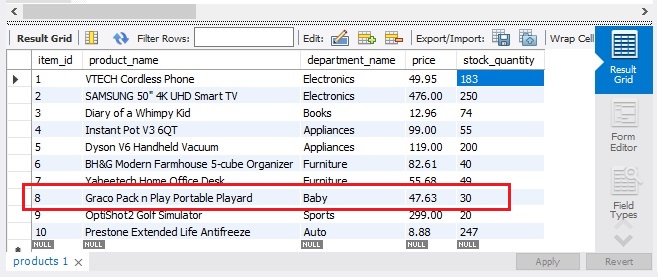 Result Grid Filter Rows: Edit: Export/Import: Wrap Cell
item_id product_name department_name price stock_quantity
1 VTECH Cordless Phone Electronics 49.95 183
2 SAMSUNG 50" 4K UHD Smart TV Electronics 476.00 250
3 Diary of a Whimpy Kid Books 12.96 74
4 Instant Pot V3 6QT Appliances 99.00 55
5 Dyson V6 Handheld Vacuum Appliances 119.00 200
6 BH&G Modern Farmhouse 5-cube Organizer Furniture 82.61 40
7 Yaheetech Home Office Desk Furniture 55.68 49
8 Graco Pack n Play Portable Playard Baby 47.63 30
9 OptiShot2 Golf Simulator Sports 299.00 20
10 Prestone Extended Life Antifreeze Auto 8.88 247
NULL NULL NULL NULL NULL
Result Grid
Form Editor
Field Types
products 1
Apply Revert